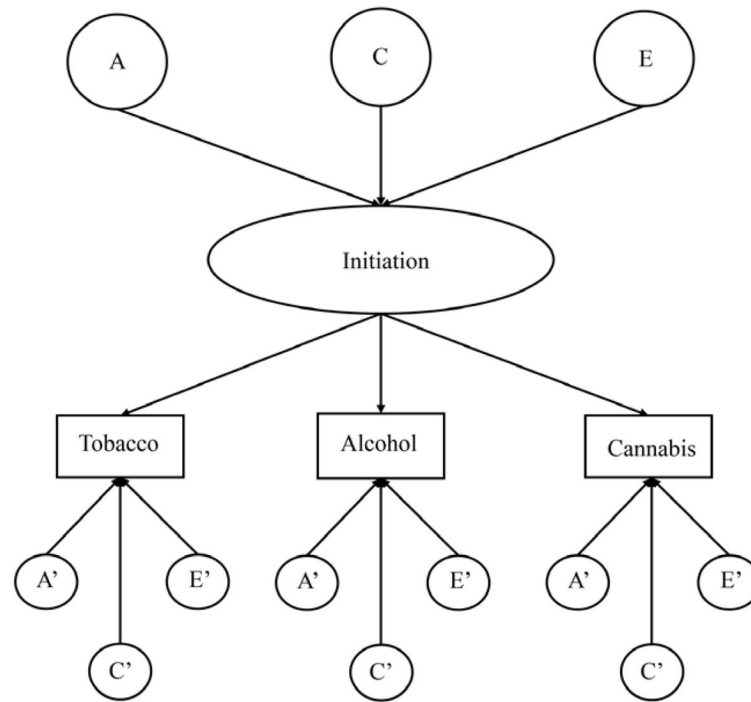 A C E
Initiation
Tobacco Alcohol Cannabis
A’ E’ A’ E’ A’ E’
C’ C’ C’